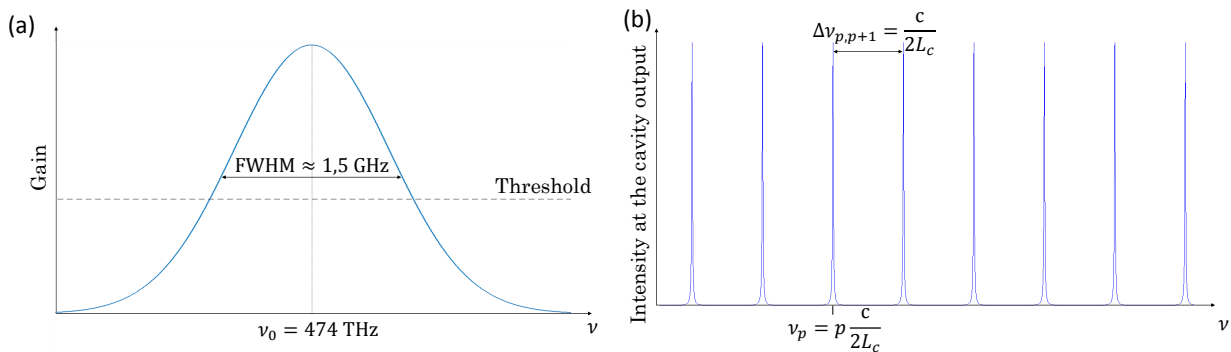 (a)
Gain
FWHM ≈ 1,5 GHz
Threshold
ν₀ = 474 THz
ν
(b)
Intensity at the cavity output
Δν_{p,p+1} = c/2L_c
ν_p = p c/2L_c
ν